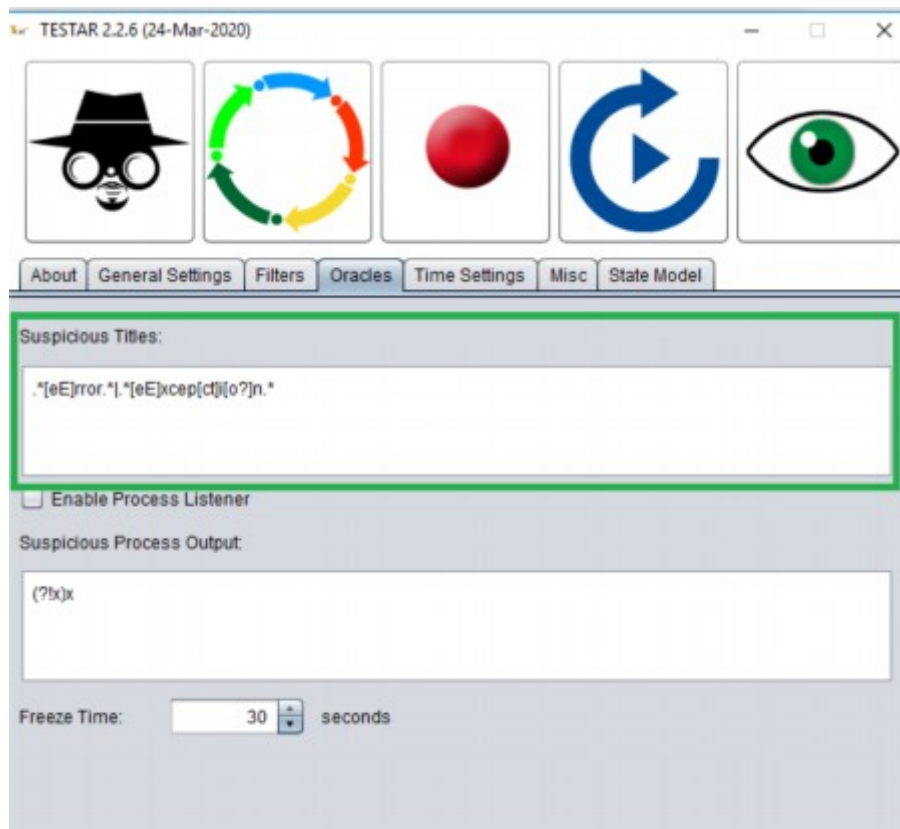 TESTAR 2.2.6 (24-Mar-2020)
About General Settings Filters Oracles Time Settings Misc State Model
Suspicious Titles:
.*[eE]rror.*|.*[eE]xcep[ct]i[o?]n.*
Enable Process Listener
Suspicious Process Output:
(?!x)x
Freeze Time: 30 seconds